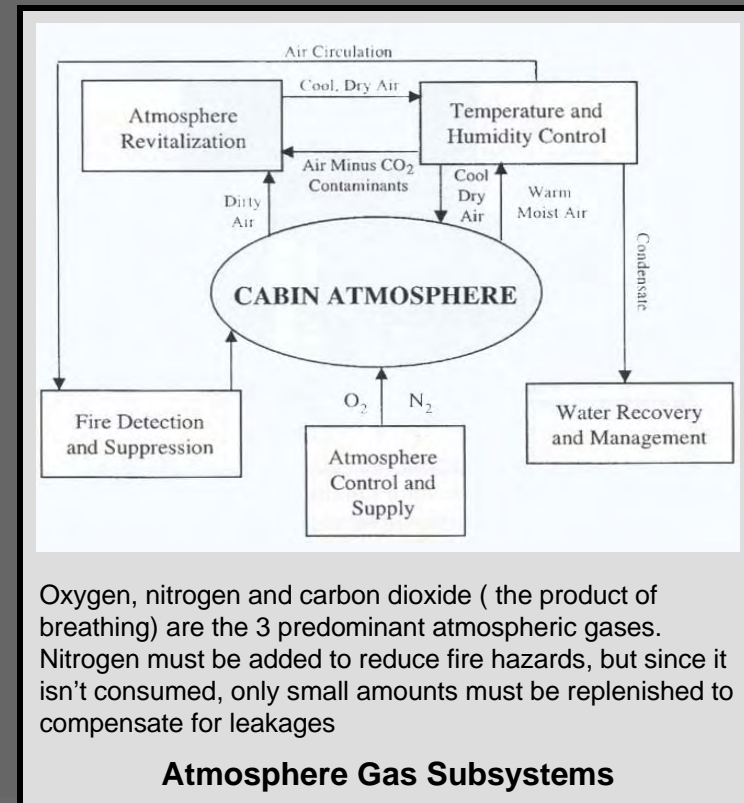 Air Circulation
Cool, Dry Air
Atmosphere
Revitalization
Temperature and
Humidity Control
Air Minus CO₂
Contaminants
Dirty
Air
Cool
Dry
Air
Warm
Moist Air
Condensate
CABIN ATMOSPHERE
Fire Detection
and Suppression
O₂ N₂
Atmosphere
Control and
Supply
Water Recovery
and Management
Oxygen, nitrogen and carbon dioxide ( the product of
breathing) are the 3 predominant atmospheric gases.
Nitrogen must be added to reduce fire hazards, but since it
isn't consumed, only small amounts must be replenished to
compensate for leakages
Atmosphere Gas Subsystems